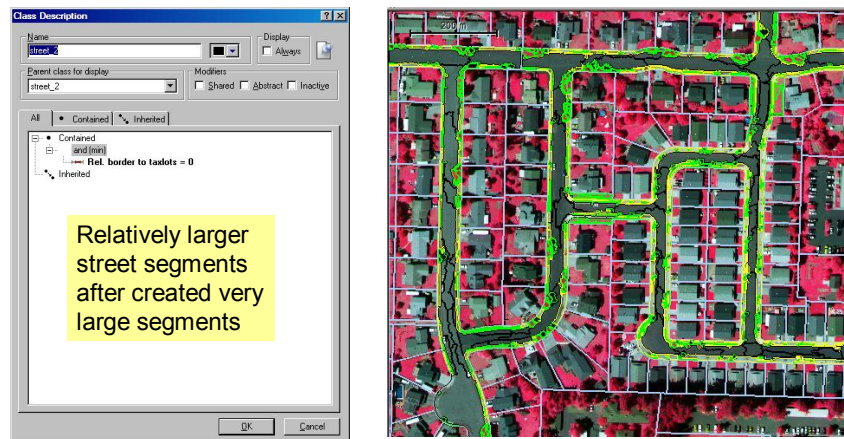 Class Description
Name
Display
street_2
Always
Parent class for display
Modifiers
street_2
Shared
Abstract
Inactive
All
Contained
Inherited
Contained
and (min)
Rel. border to taxlots = 0
Inherited
Relatively larger
street segments
after created very
large segments
OK
Cancel
200 m